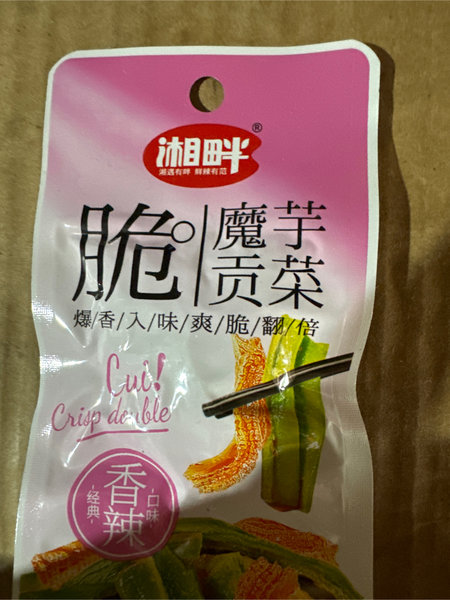 湘畔®
湘遇有畔 鲜辣有范
脆
魔芋
贡菜
爆/香/入/味/爽/脆/翻/倍
Cui!
Crisp double
经典
香辣
口味